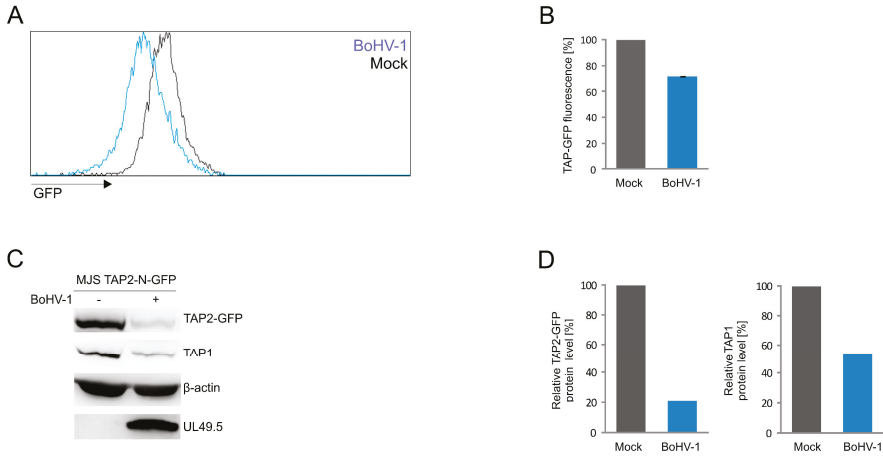 A
BoHV-1
Mock
GFP
B
TAP-GFP fluorescence [%]
100
80
60
40
20
0
Mock BoHV-1
C
MJS TAP2-N-GFP
BoHV-1 - +
TAP2-GFP
TAP1
β-actin
UL49.5
D
Relative TAP2-GFP
protein level [%]
100
80
60
40
20
0
Mock BoHV-1
Relative TAP1
protein level [%]
100
80
60
40
20
0
Mock BoHV-1